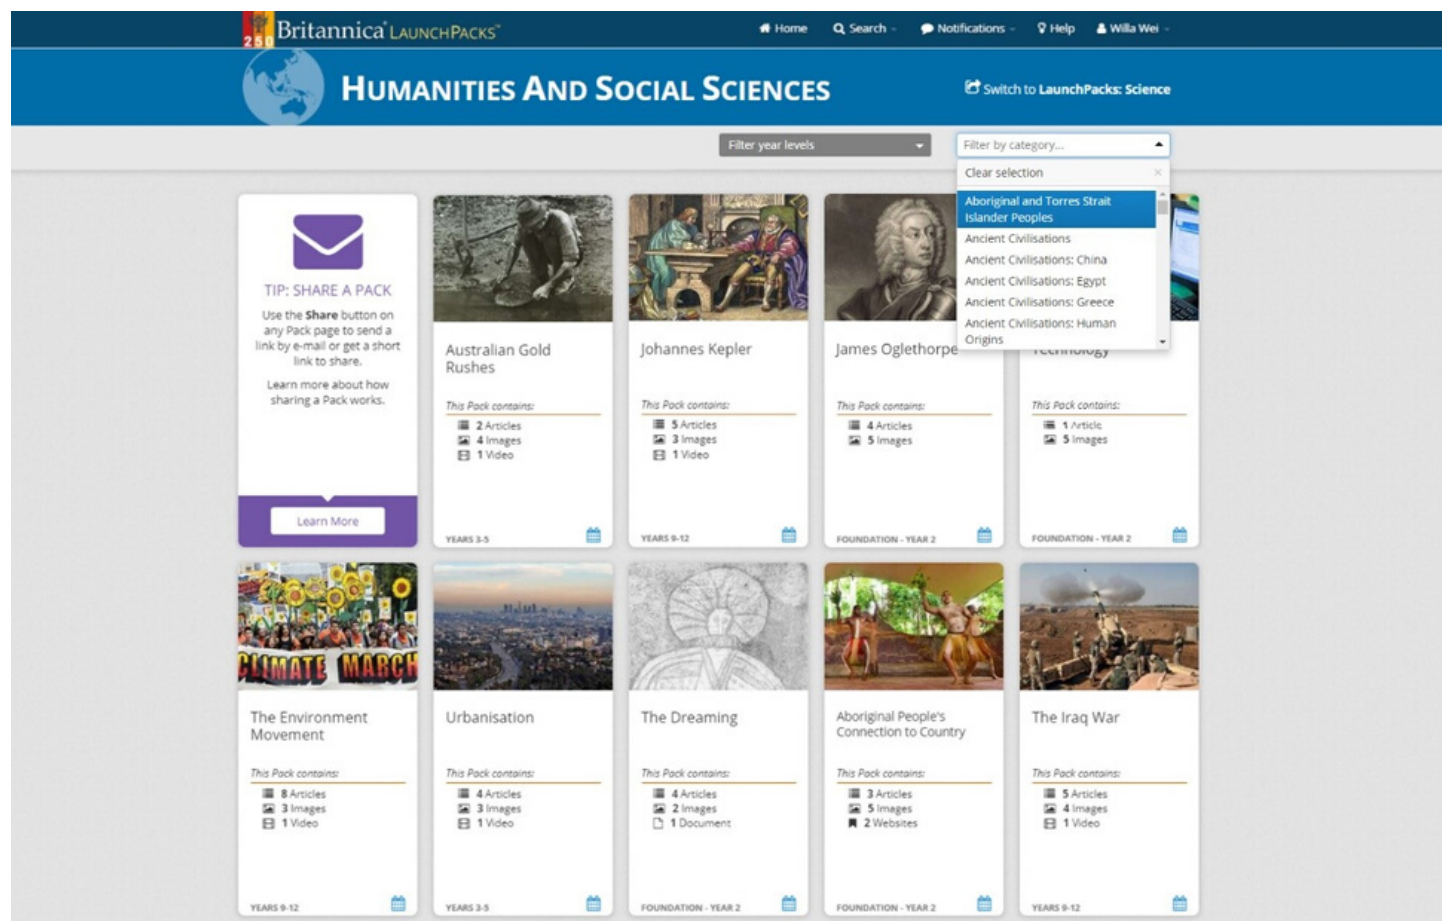 250 Britannica® LAUNCHPACKS™
Home Search Notifications Help Willa Wei
HUMANITIES AND SOCIAL SCIENCES
Switch to LaunchPacks: Science
Filter year levels
Filter by category...
Clear selection ×
Aboriginal and Torres Strait
Islander Peoples
Ancient Civilisations
Ancient Civilisations: China
Ancient Civilisations: Egypt
Ancient Civilisations: Greece
Ancient Civilisations: Human
Origins
TIP: SHARE A PACK
Use the Share button on
any Pack page to send a
link by e-mail or get a short
link to share.
Learn more about how
sharing a Pack works.
Learn More
Australian Gold
Rushes
This Pack contains:
2 Articles
4 Images
1 Video
YEARS 3-5
Johannes Kepler
This Pack contains:
5 Articles
3 Images
1 Video
YEARS 9-12
James Oglethorpe
This Pack contains:
4 Articles
5 Images
FOUNDATION - YEAR 2
Technology
This Pack contains:
1 Article
5 Images
FOUNDATION - YEAR 2
CLIMATE MARCH
The Environment
Movement
This Pack contains:
8 Articles
3 Images
1 Video
YEARS 9-12
Urbanisation
This Pack contains:
4 Articles
3 Images
1 Video
YEARS 3-5
The Dreaming
This Pack contains:
4 Articles
2 Images
1 Document
FOUNDATION - YEAR 2
Aboriginal People's
Connection to Country
This Pack contains:
3 Articles
5 Images
2 Websites
FOUNDATION - YEAR 2
The Iraq War
This Pack contains:
5 Articles
4 Images
1 Video
YEARS 9-12